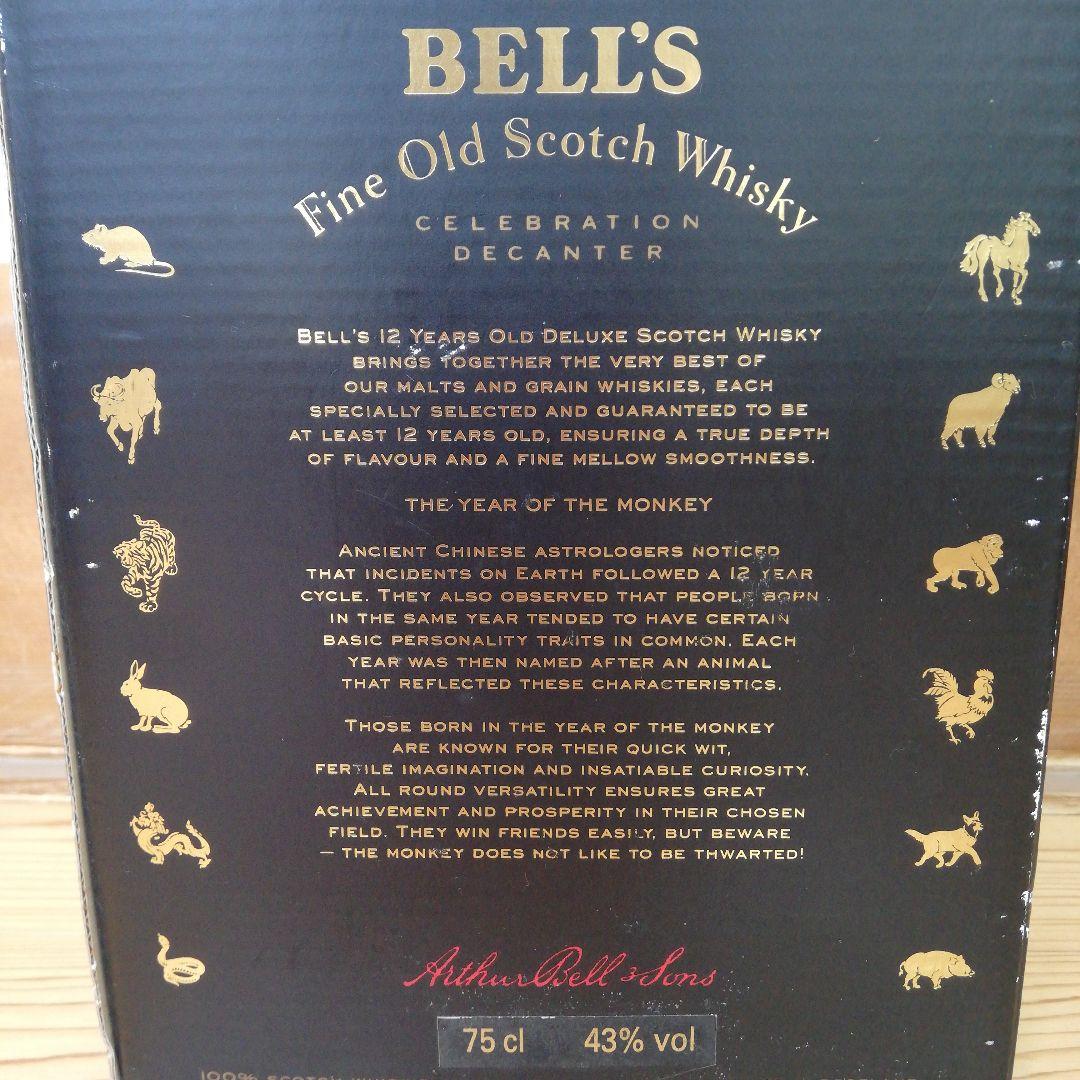 BELL'S
Fine Old Scotch Whisky
CELEBRATION
DECANTER
BELL'S 12 YEARS OLD DELUXE SCOTCH WHISKY
BRINGS TOGETHER THE VERY BEST OF
OUR MALTS AND GRAIN WHISKIES, EACH
SPECIALLY SELECTED AND GUARANTEED TO BE
AT LEAST 12 YEARS OLD, ENSURING A TRUE DEPTH
OF FLAVOUR AND A FINE MELLOW SMOOTHNESS.
THE YEAR OF THE MONKEY
ANCIENT CHINESE ASTROLOGERS NOTICED
THAT INCIDENTS ON EARTH FOLLOWED A 12 YEAR
CYCLE. THEY ALSO OBSERVED THAT PEOPLE BORN
IN THE SAME YEAR TENDED TO HAVE CERTAIN
BASIC PERSONALITY TRAITS IN COMMON. EACH
YEAR WAS THEN NAMED AFTER AN ANIMAL
THAT REFLECTED THESE CHARACTERISTICS.
THOSE BORN IN THE YEAR OF THE MONKEY
ARE KNOWN FOR THEIR QUICK WIT,
FERTILE IMAGINATION AND INSATIABLE CURIOSITY.
ALL ROUND VERSATILITY ENSURES GREAT
ACHIEVEMENT AND PROSPERITY IN THEIR CHOSEN
FIELD. THEY WIN FRIENDS EASILY, BUT BEWARE
– THE MONKEY DOES NOT LIKE TO BE THWARTED!
Arthur Bell & Sons
75 cl 43% vol
100% SCOTCH